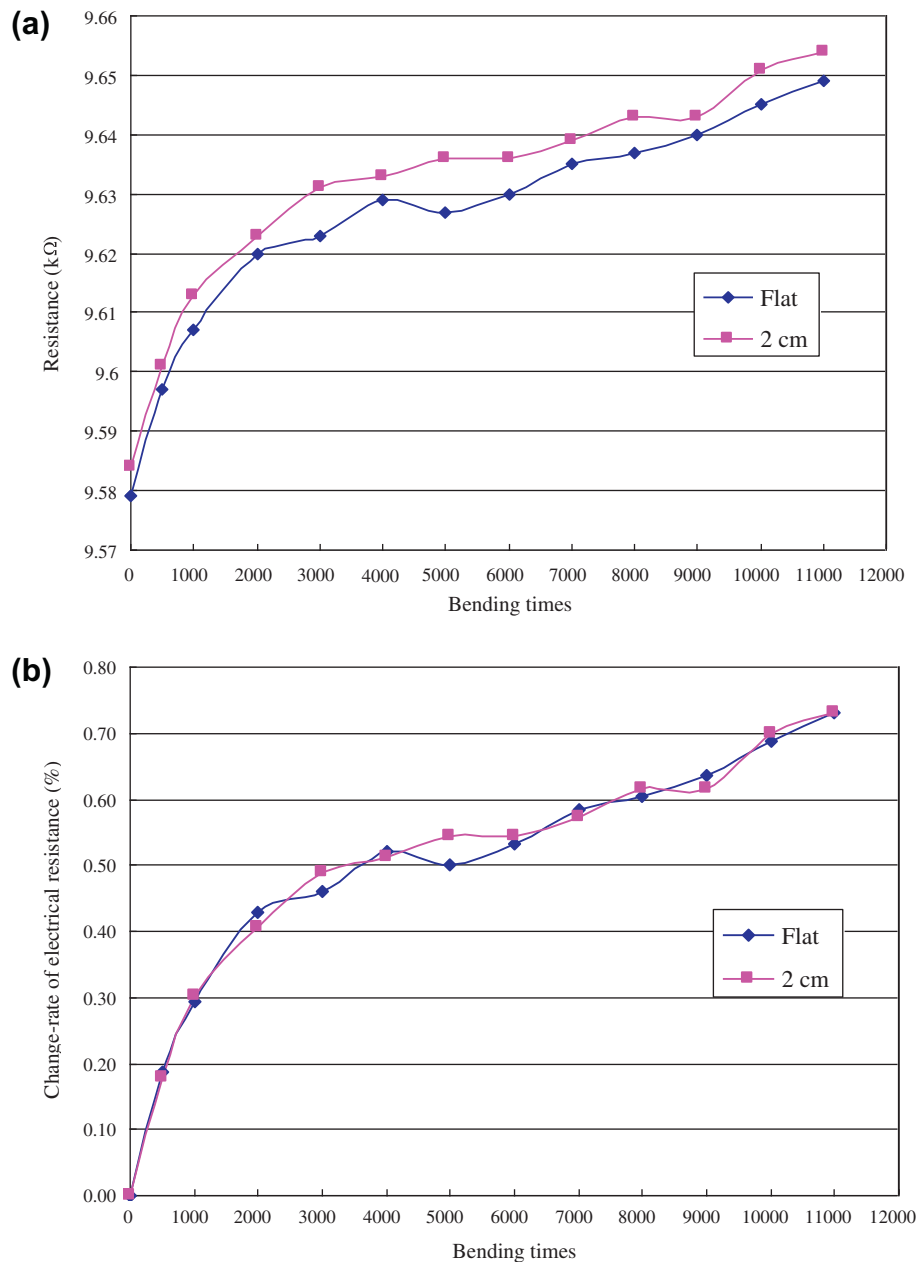 (a)
Resistance (kΩ)
9.66
9.65
9.64
9.63
9.62
9.61
9.6
9.59
9.58
9.57
Flat
2 cm
0 1000 2000 3000 4000 5000 6000 7000 8000 9000 10000 11000 12000
Bending times
(b)
Change-rate of electrical resistance (%)
0.80
0.70
0.60
0.50
0.40
0.30
0.20
0.10
0.00
Flat
2 cm
0 1000 2000 3000 4000 5000 6000 7000 8000 9000 10000 11000 12000
Bending times